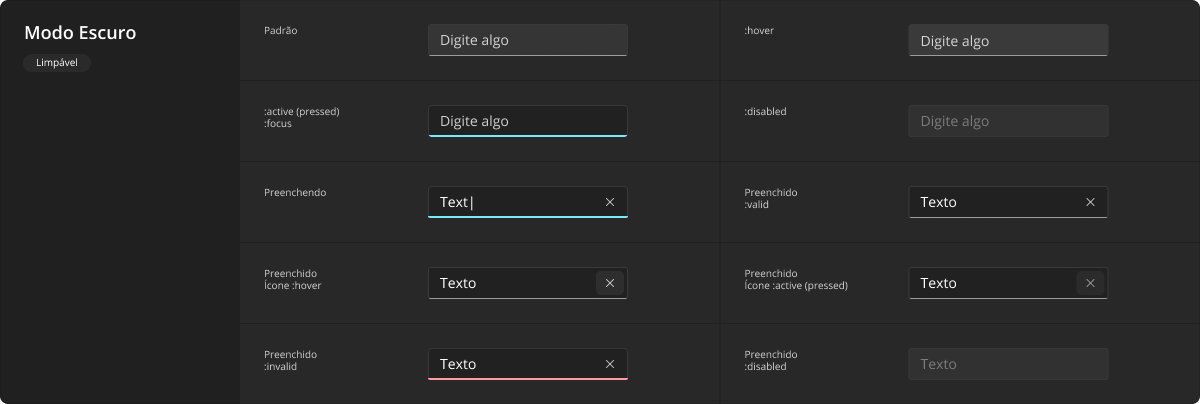 Modo Escuro
Limpável
Padrão
Digite algo
:hover
Digite algo
:active (pressed)
:focus
Digite algo
:disabled
Digite algo
Preenchendo
Text|
Preenchido
:valid
Texto
Preenchido
Ícone :hover
Texto
Preenchido
Ícone :active (pressed)
Texto
Preenchido
:invalid
Texto
Preenchido
:disabled
Texto